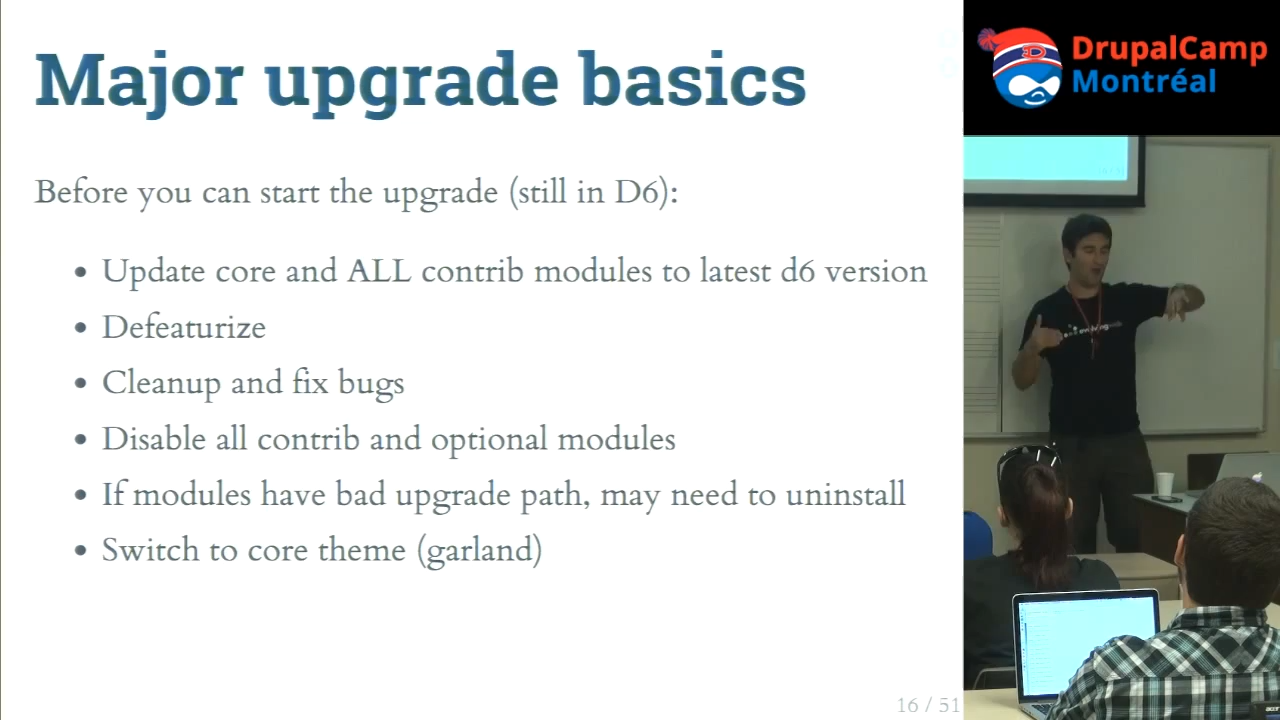 Major upgrade basics
Before you can start the upgrade (still in D6):
• Update core and ALL contrib modules to latest d6 version
• Defeaturize
• Cleanup and fix bugs
• Disable all contrib and optional modules
• If modules have bad upgrade path, may need to uninstall
• Switch to core theme (garland)
16 / 51
DrupalCamp
Montréal
acer